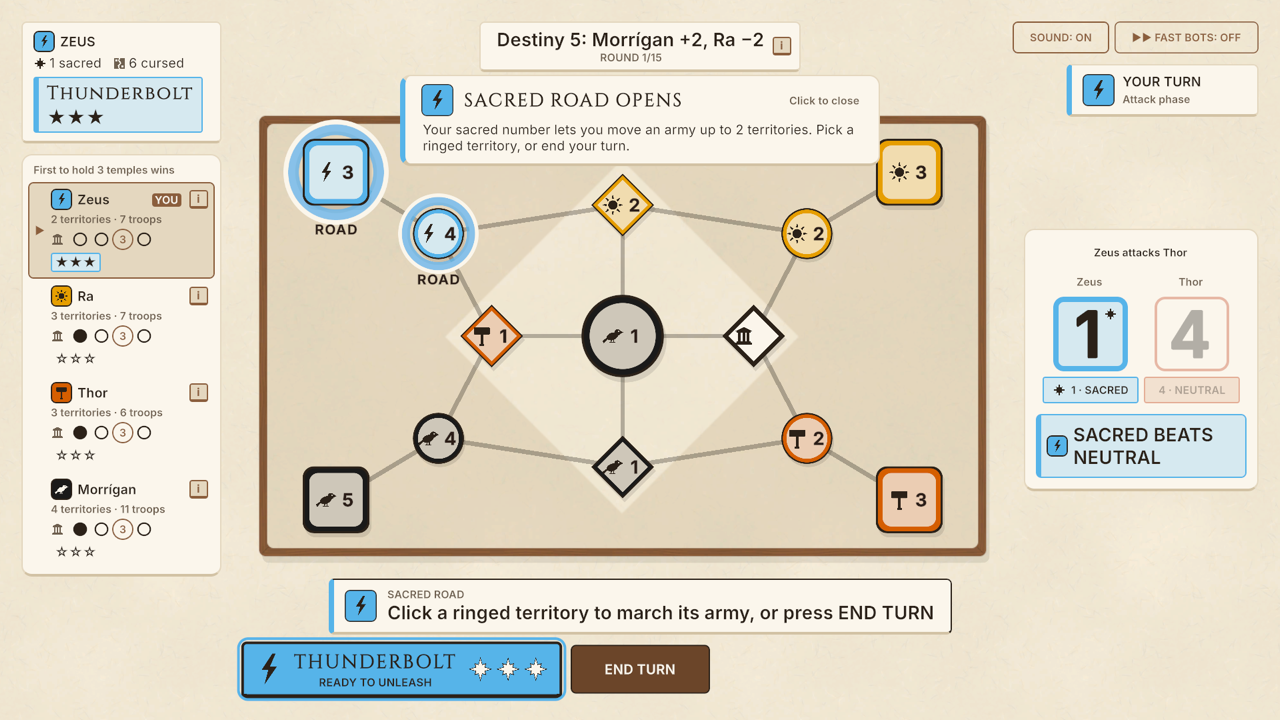 ZEUS
1 sacred 6 cursed
THUNDERBOLT
★★★
First to hold 3 temples wins
Zeus YOU i
2 territories · 7 troops
3
★★★
Ra i
3 territories · 7 troops
3
☆☆☆
Thor i
3 territories · 6 troops
3
☆☆☆
Morrígan i
4 territories · 11 troops
3
☆☆☆
Destiny 5: Morrígan +2, Ra −2 i
ROUND 1/15
SACRED ROAD OPENS Click to close
Your sacred number lets you move an army up to 2 territories. Pick a
ringed territory, or end your turn.
SOUND: ON
▶▶ FAST BOTS: OFF
YOUR TURN
Attack phase
3
ROAD
4
ROAD
2
2
3
1
1
4
1
2
5
3
Zeus attacks Thor
Zeus Thor
1 4
1 · SACRED 4 · NEUTRAL
SACRED BEATS
NEUTRAL
SACRED ROAD
Click a ringed territory to march its army, or press END TURN
THUNDERBOLT
READY TO UNLEASH
END TURN